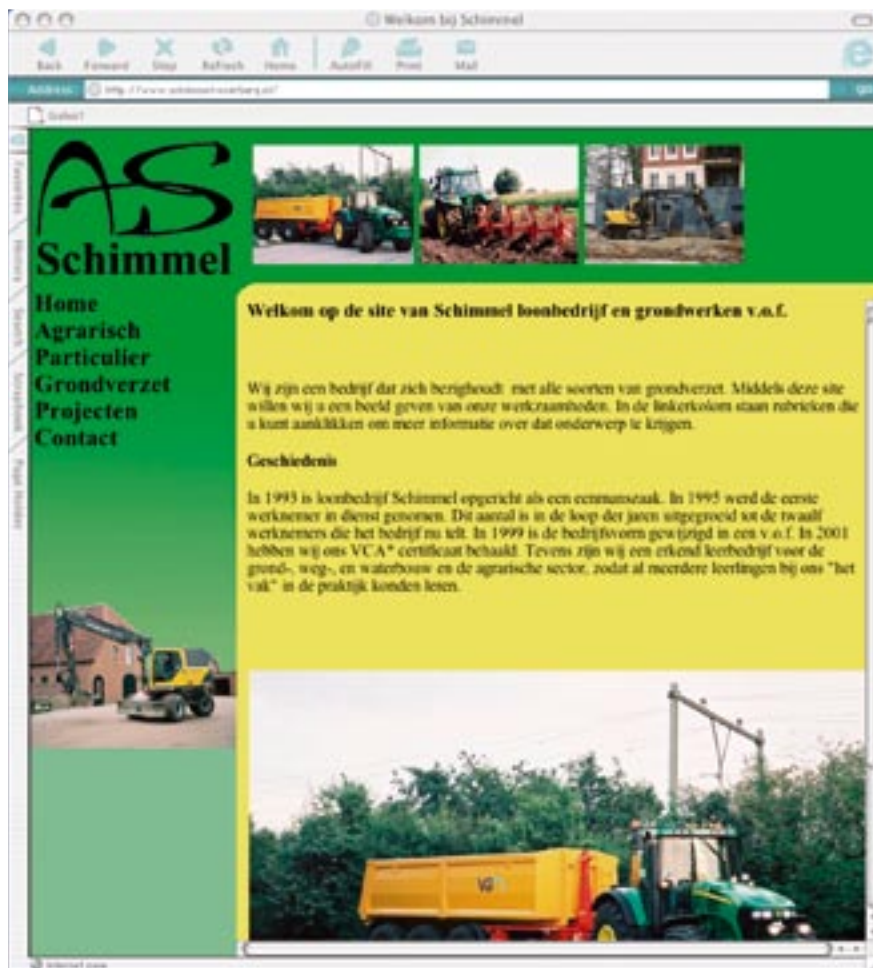 Welkom bij Schimmel
Back Forward Stop Refresh Home AutoFill Print Mail
Address
Favorites
History
Search
Scrapbook
Page Holder
AS
Schimmel
Home
Agrarisch
Particulier
Grondverzet
Projecten
Contact
Welkom op de site van Schimmel loonbedrijf en grondwerken v.o.f.
Wij zijn een bedrijf dat zich bezighoudt met alle soorten van grondverzet. Middels deze site
willen wij u een beeld geven van onze werkzaamheden. In de linkerkolom staan rubrieken die
u kunt aanklikken om meer informatie over dat onderwerp te krijgen.
Geschiedenis
In 1993 is loonbedrijf Schimmel opgericht als een eenmanszaak. In 1995 werd de eerste
werknemer in dienst genomen. Dit aantal is in de loop der jaren uitgegroeid tot de twaalf
werknemers die het bedrijf nu telt. In 1999 is de bedrijfsvorm gewijzigd in een v.o.f. In 2001
hebben wij ons VCA* certificaat behaald. Tevens zijn wij een erkend leerbedrijf voor de
grond-, weg-, en waterbouw en de agrarische sector, zodat al meerdere leerlingen bij ons "het
vak" in de praktijk konden leren.
Internet zone